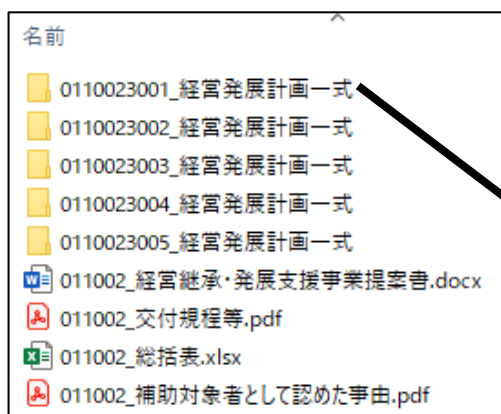 名前
0110023001_経営発展計画一式
0110023002_経営発展計画一式
0110023003_経営発展計画一式
0110023004_経営発展計画一式
0110023005_経営発展計画一式
011002_経営継承・発展支援事業提案書.docx
011002_交付規程等.pdf
011002_総括表.xlsx
011002_補助対象者として認めた事由.pdf